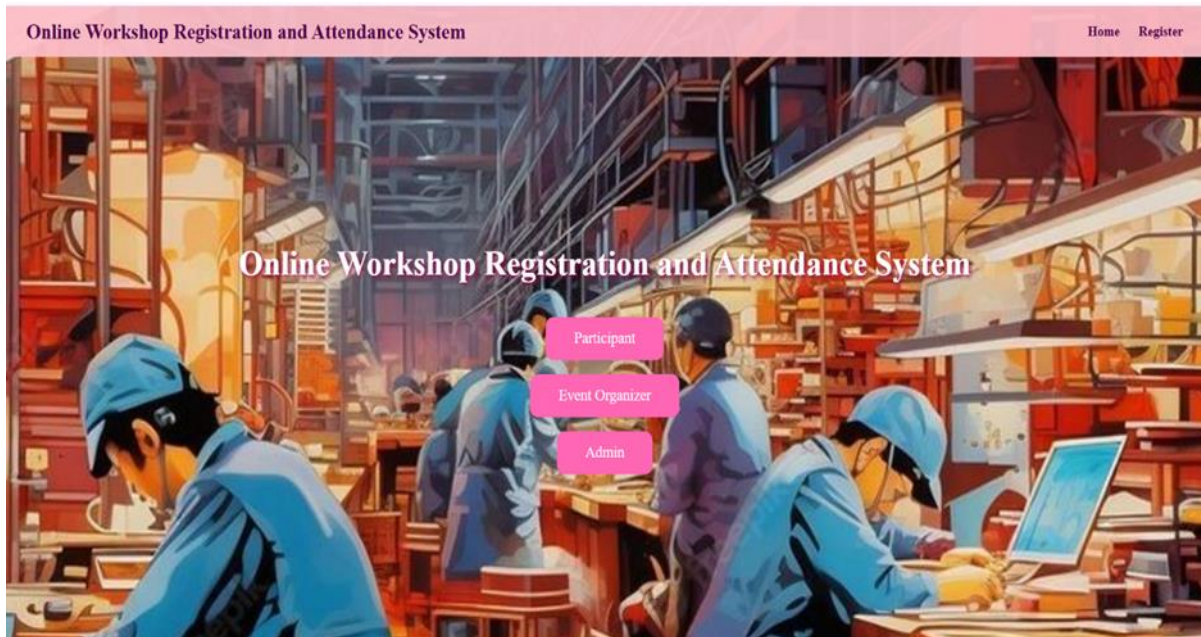 Online Workshop Registration and Attendance System
Home Register
Online Workshop Registration and Attendance System
Participant
Event Organizer
Admin